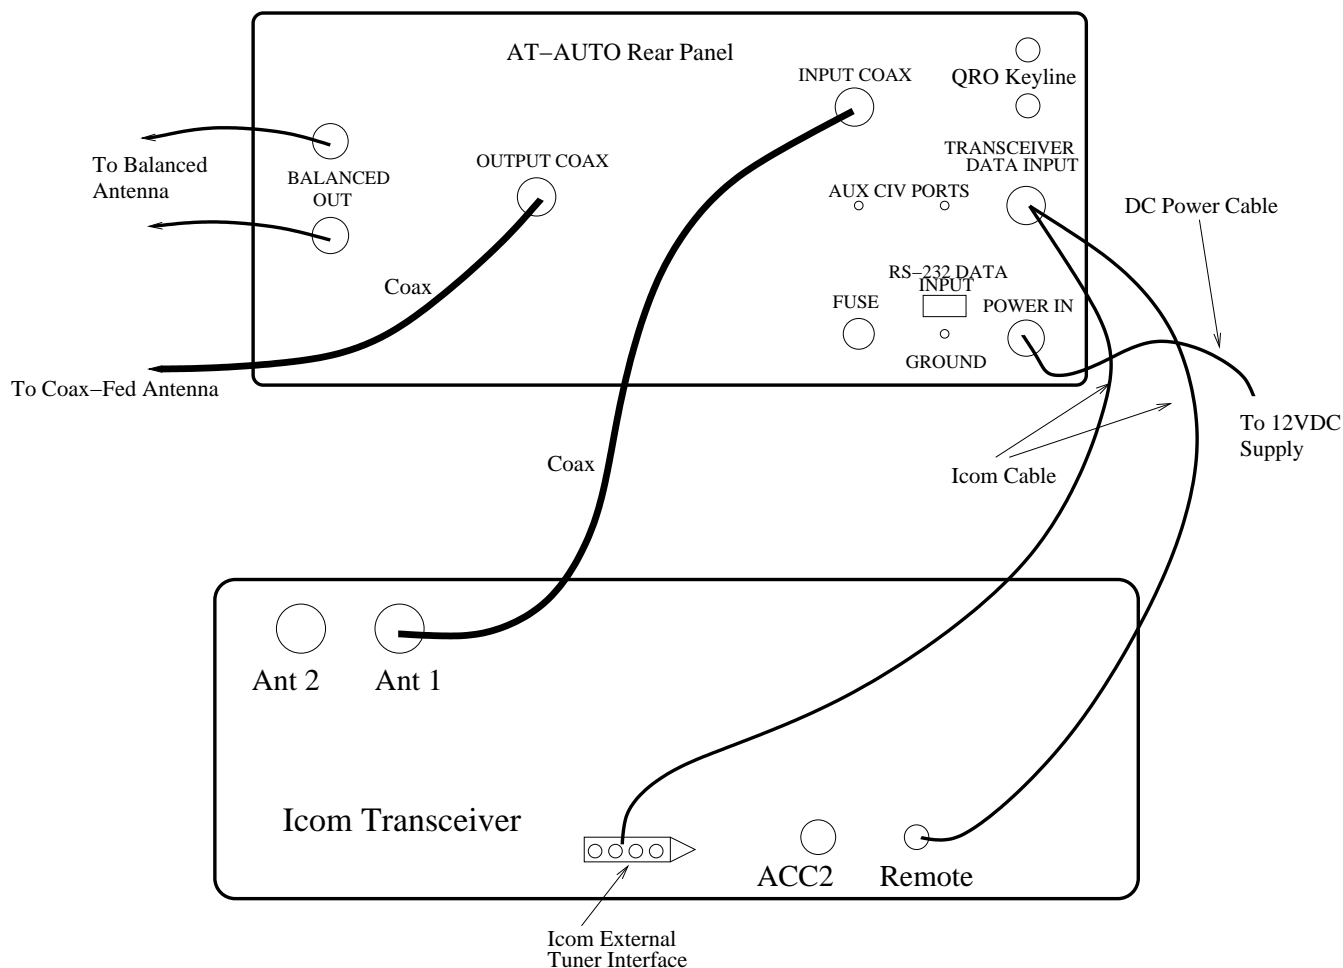 AT−AUTO Rear Panel
INPUT COAX
QRO Keyline
To Balanced
Antenna
BALANCED
OUT
OUTPUT COAX
TRANSCEIVER
DATA INPUT
AUX CIV PORTS
DC Power Cable
Coax
RS−232 DATA
INPUT
FUSE
POWER IN
GROUND
To Coax−Fed Antenna
To 12VDC
Supply
Coax
Icom Cable
Ant 2
Ant 1
Icom Transceiver
ACC2
Remote
Icom External
Tuner Interface